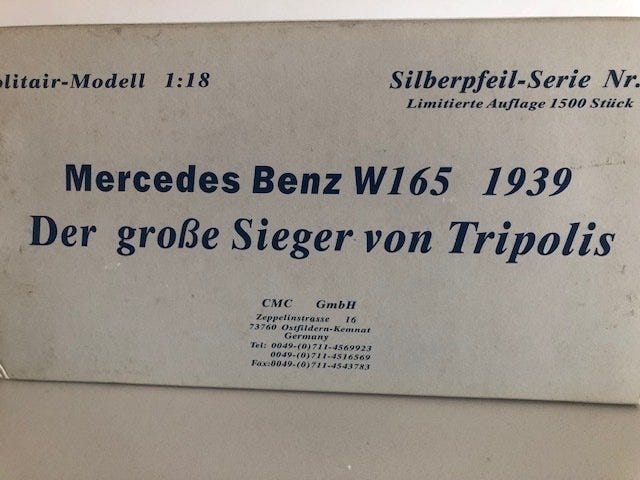 olitair-Modell 1:18
Silberpfeil-Serie Nr.
Limitierte Auflage 1500 Stück
Mercedes Benz W165 1939
Der große Sieger von Tripolis
CMC GmbH
Zeppelinstrasse 16
73760 Ostfildern-Kemnat
Germany
Tel: 0049-(0)711-4569923
0049-(0)711-4516569
Fax:0049-(0)711-4543783